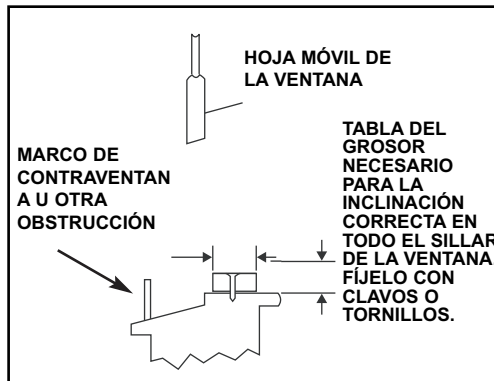 HOJA MÓVIL DE
LA VENTANA
MARCO DE
CONTRAVENTAN
A U OTRA
OBSTRUCCIÓN
TABLA DEL
GROSOR
NECESARIO
PARA LA
INCLINACIÓN
CORRECTA EN
TODO EL SILLAR
DE LA VENTANA.
FÍJELO CON
CLAVOS O
TORNILLOS.